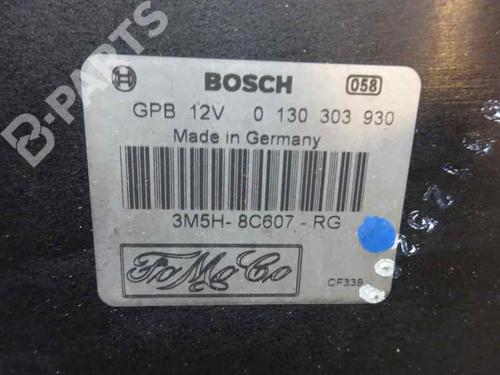 B-PARTS
BOSCH 058
GPB 12V 0 130 303 930
Made in Germany
3M5H-8C607-RG
FoMoCo
CF339